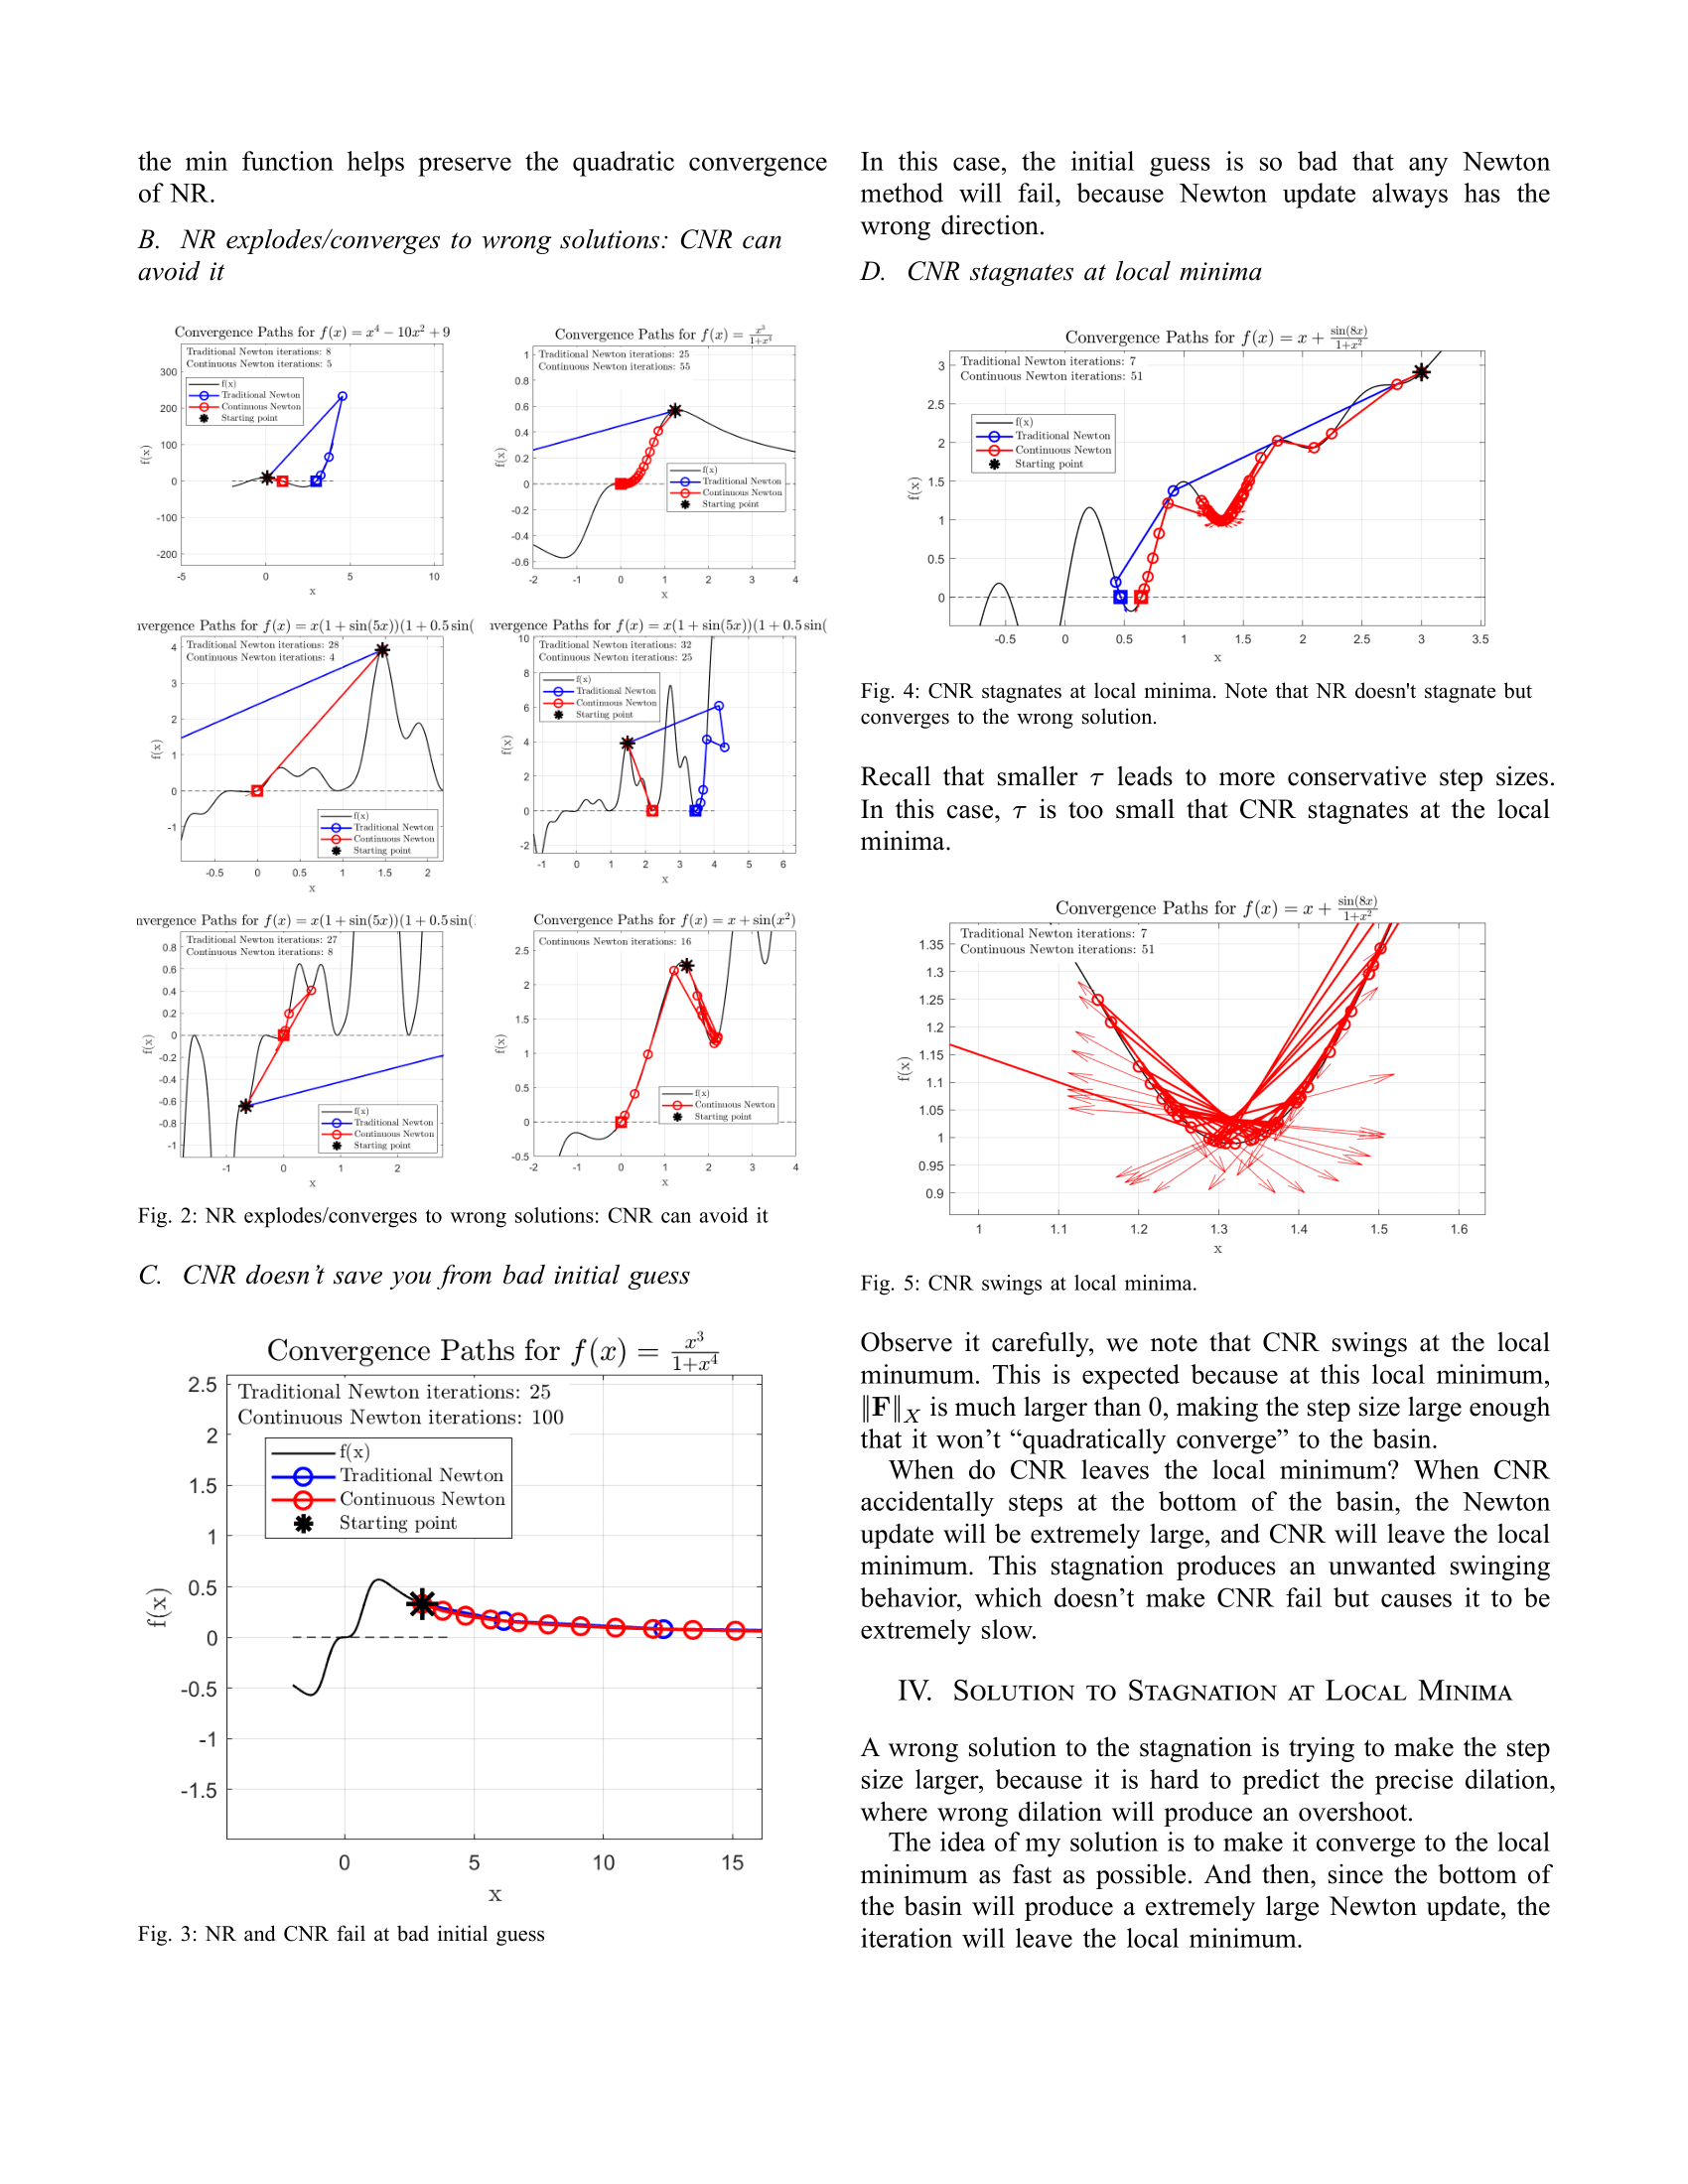 the min function helps preserve the quadratic convergence
of NR.
B. NR explodes/converges to wrong solutions: CNR can
avoid it
Convergence Paths for f(x) = x⁴ − 10x² + 9
Traditional Newton iterations: 8
Continuous Newton iterations: 5
f(x)
Traditional Newton
Continuous Newton
Starting point
300
200
100
0
-100
-200
-5 0 5 10
f(x)
x
Convergence Paths for f(x) = x³/(1+x⁴)
Traditional Newton iterations: 25
Continuous Newton iterations: 55
f(x)
Traditional Newton
Continuous Newton
Starting point
1
0.8
0.6
0.4
0.2
0
-0.2
-0.4
-0.6
-2 -1 0 1 2 3 4
f(x)
x
nvergence Paths for f(x) = x(1 + sin(5x))(1 + 0.5 sin(
Traditional Newton iterations: 28
Continuous Newton iterations: 4
f(x)
Traditional Newton
Continuous Newton
Starting point
4
3
2
1
0
-1
-0.5 0 0.5 1 1.5 2
f(x)
x
nvergence Paths for f(x) = x(1 + sin(5x))(1 + 0.5 sin(
Traditional Newton iterations: 32
Continuous Newton iterations: 25
f(x)
Traditional Newton
Continuous Newton
Starting point
10
8
6
4
2
0
-2
-1 0 1 2 3 4 5 6
f(x)
x
nvergence Paths for f(x) = x(1 + sin(5x))(1 + 0.5 sin(
Traditional Newton iterations: 27
Continuous Newton iterations: 8
f(x)
Traditional Newton
Continuous Newton
Starting point
0.8
0.6
0.4
0.2
0
-0.2
-0.4
-0.6
-0.8
-1
-1 0 1 2
f(x)
x
Convergence Paths for f(x) = x + sin(x²)
Continuous Newton iterations: 16
f(x)
Continuous Newton
Starting point
2.5
2
1.5
1
0.5
0
-0.5
-2 -1 0 1 2 3 4
f(x)
x
Fig. 2: NR explodes/converges to wrong solutions: CNR can avoid it
C. CNR doesn't save you from bad initial guess
Convergence Paths for f(x) = x³/(1+x⁴)
Traditional Newton iterations: 25
Continuous Newton iterations: 100
f(x)
Traditional Newton
Continuous Newton
Starting point
2.5
2
1.5
1
0.5
0
-0.5
-1
-1.5
0 5 10 15
f(x)
x
Fig. 3: NR and CNR fail at bad initial guess
In this case, the initial guess is so bad that any Newton
method will fail, because Newton update always has the
wrong direction.
D. CNR stagnates at local minima
Convergence Paths for f(x) = x + sin(8x)/(1+x²)
Traditional Newton iterations: 7
Continuous Newton iterations: 51
f(x)
Traditional Newton
Continuous Newton
Starting point
3
2.5
2
1.5
1
0.5
0
-0.5 0 0.5 1 1.5 2 2.5 3 3.5
f(x)
x
Fig. 4: CNR stagnates at local minima. Note that NR doesn't stagnate but
converges to the wrong solution.
Recall that smaller τ leads to more conservative step sizes.
In this case, τ is too small that CNR stagnates at the local
minima.
Convergence Paths for f(x) = x + sin(8x)/(1+x²)
Traditional Newton iterations: 7
Continuous Newton iterations: 51
1.35
1.3
1.25
1.2
1.15
1.1
1.05
1
0.95
0.9
1 1.1 1.2 1.3 1.4 1.5 1.6
f(x)
x
Fig. 5: CNR swings at local minima.
Observe it carefully, we note that CNR swings at the local
minumum. This is expected because at this local minimum,
‖F‖X is much larger than 0, making the step size large enough
that it won't “quadratically converge” to the basin.
When do CNR leaves the local minimum? When CNR
accidentally steps at the bottom of the basin, the Newton
update will be extremely large, and CNR will leave the local
minimum. This stagnation produces an unwanted swinging
behavior, which doesn't make CNR fail but causes it to be
extremely slow.
IV. Solution to Stagnation at Local Minima
A wrong solution to the stagnation is trying to make the step
size larger, because it is hard to predict the precise dilation,
where wrong dilation will produce an overshoot.
The idea of my solution is to make it converge to the local
minimum as fast as possible. And then, since the bottom of
the basin will produce a extremely large Newton update, the
iteration will leave the local minimum.